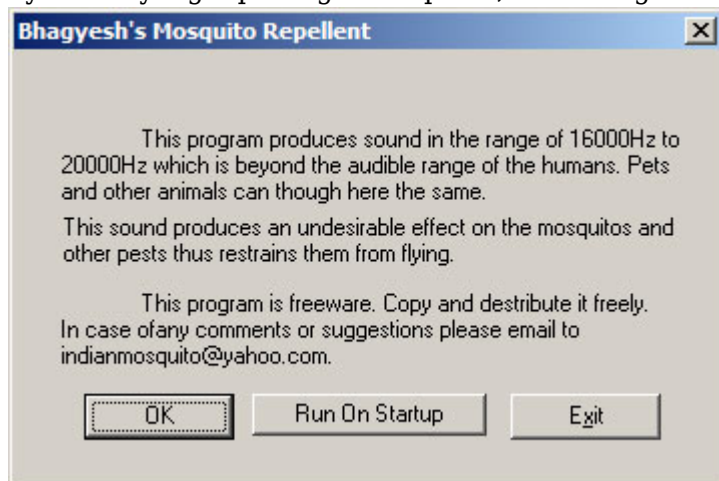 Bhagyesh's Mosquito Repellent
This program produces sound in the range of 16000Hz to
20000Hz which is beyond the audible range of the humans. Pets
and other animals can though here the same.
This sound produces an undesirable effect on the mosquitos and
other pests thus restrains them from flying.
This program is freeware. Copy and destribute it freely.
In case ofany comments or suggestions please email to
indianmosquito@yahoo.com.
OK
Run On Startup
Exit